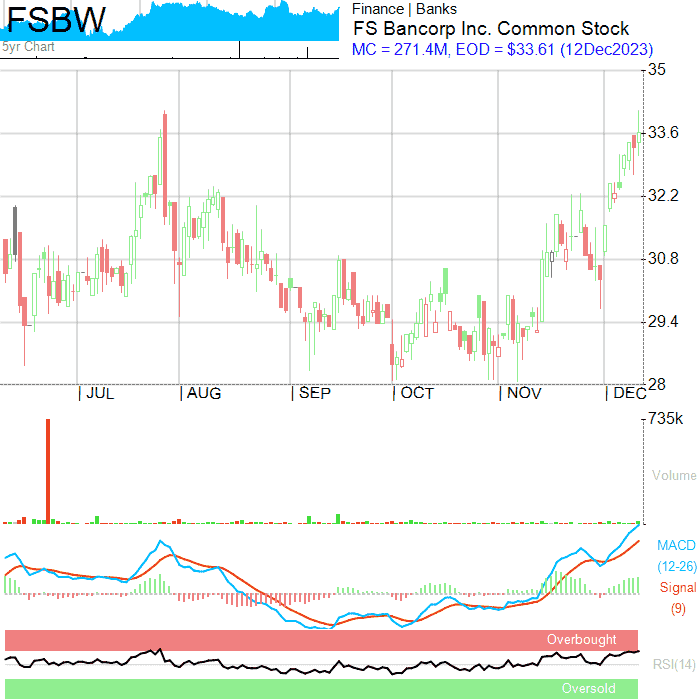 FSBW
5yr Chart
Finance | Banks
FS Bancorp Inc. Common Stock
MC = 271.4M, EOD = $33.61 (12Dec2023)
35
33.6
32.2
30.8
29.4
28
JUL AUG SEP OCT NOV DEC
735k
Volume
MACD
(12-26)
Signal
(9)
Overbought
RSI(14)
Oversold